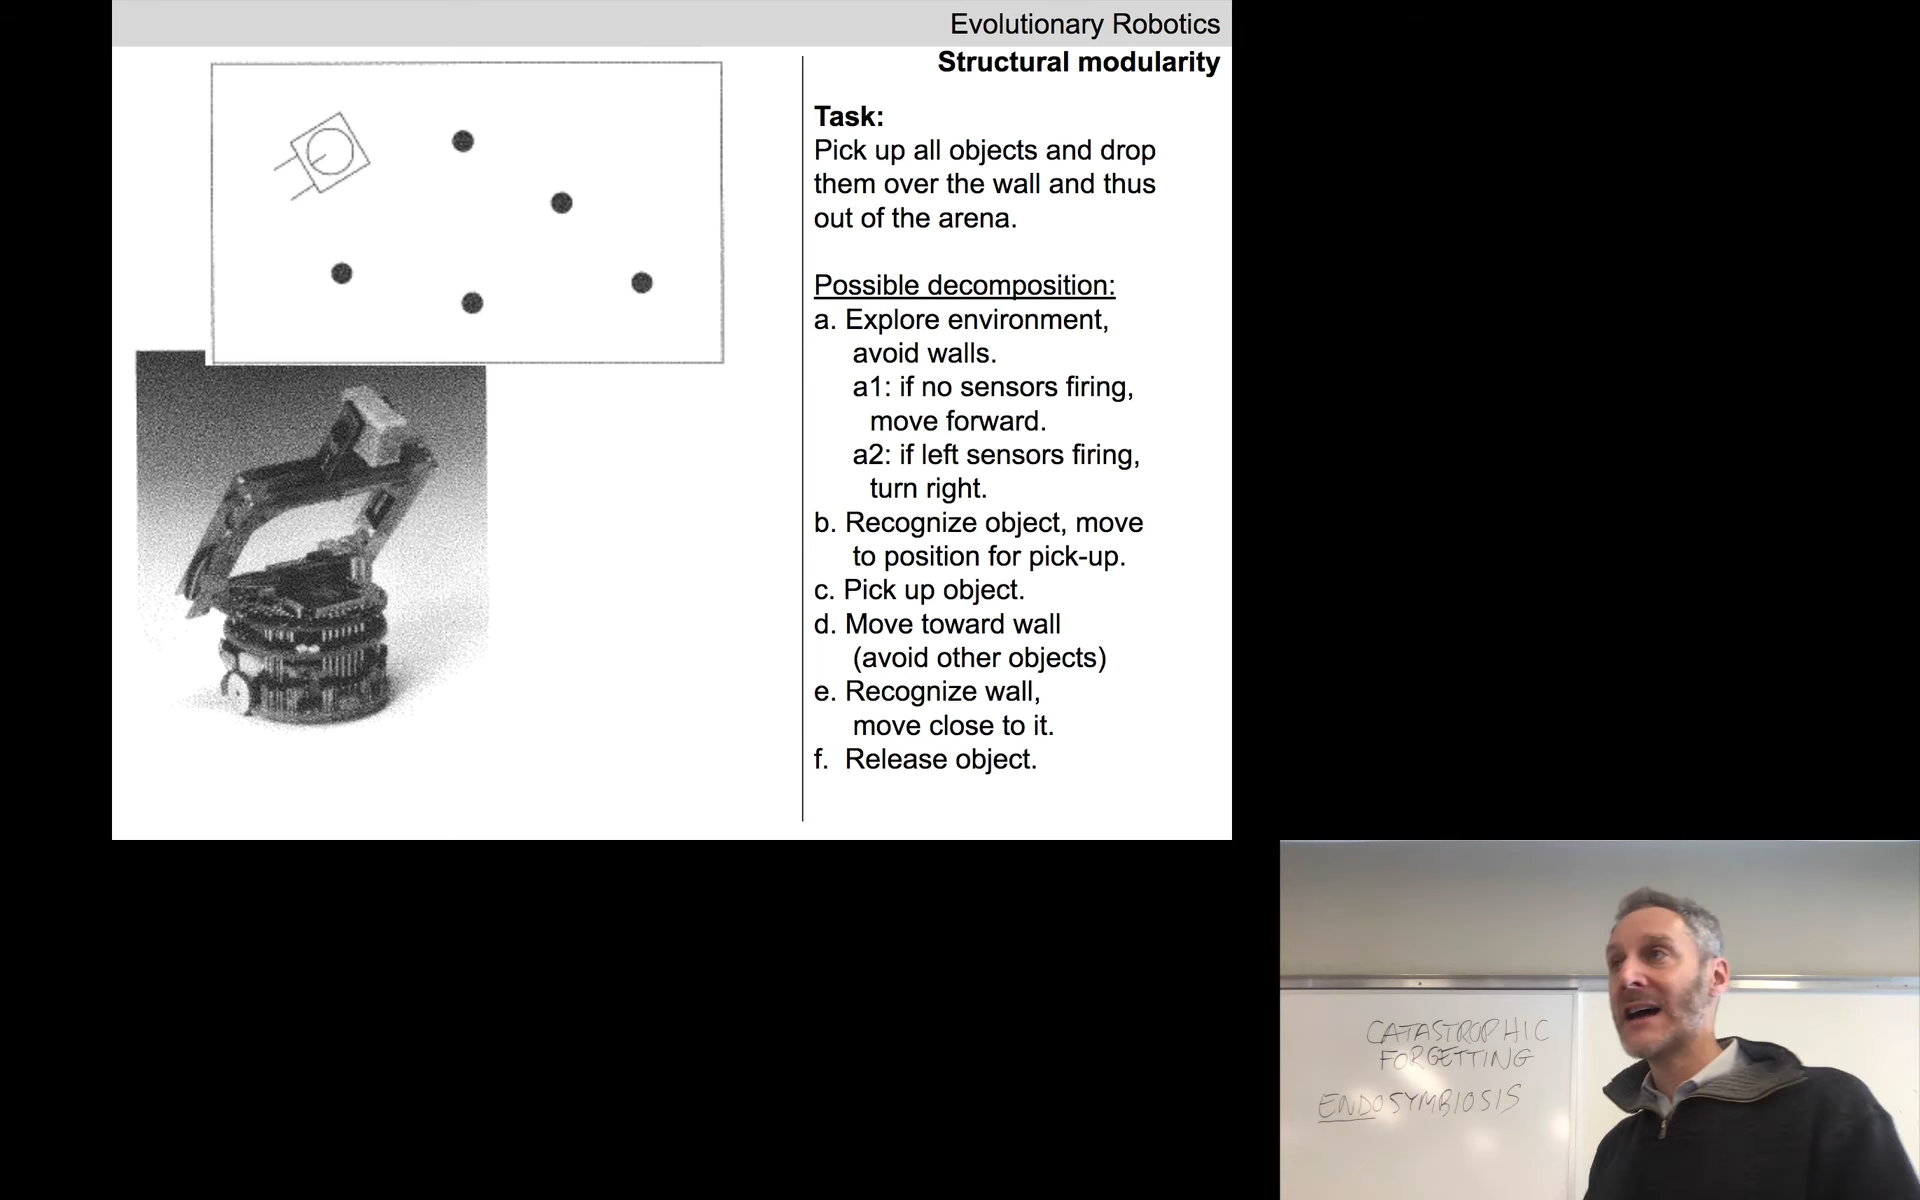 Evolutionary Robotics
Structural modularity
Task:
Pick up all objects and drop
them over the wall and thus
out of the arena.
Possible decomposition:
a. Explore environment,
avoid walls.
a1: if no sensors firing,
move forward.
a2: if left sensors firing,
turn right.
b. Recognize object, move
to position for pick-up.
c. Pick up object.
d. Move toward wall
(avoid other objects)
e. Recognize wall,
move close to it.
f. Release object.
CATASTROPHIC
FORGETTING
ENDOSYMBIOSIS